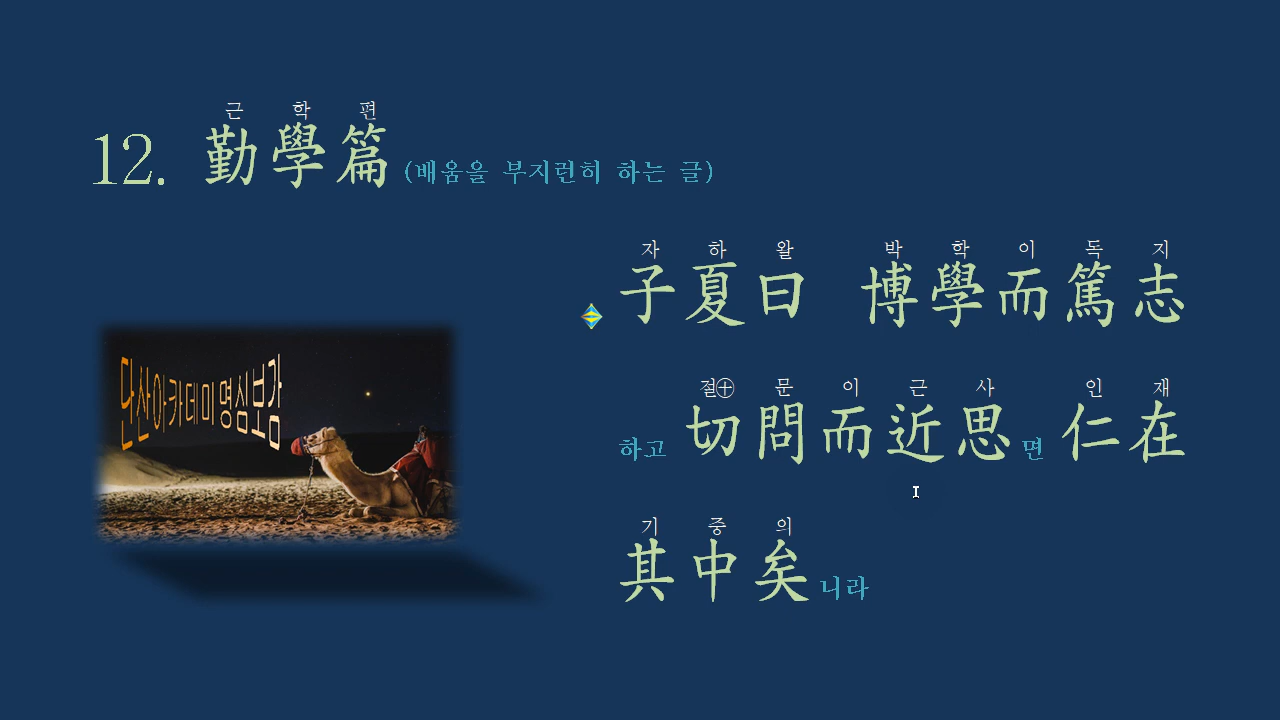 근 학 편
12. 勤學篇 (배움을 부지런히 하는 글)
자 하 왈 박 학 이 독 지
子夏曰 博學而篤志
절㊉ 문 이 근 사 인 재
하고 切問而近思면 仁在
기 중 의
其中矣니라
단산아카데미명심보감